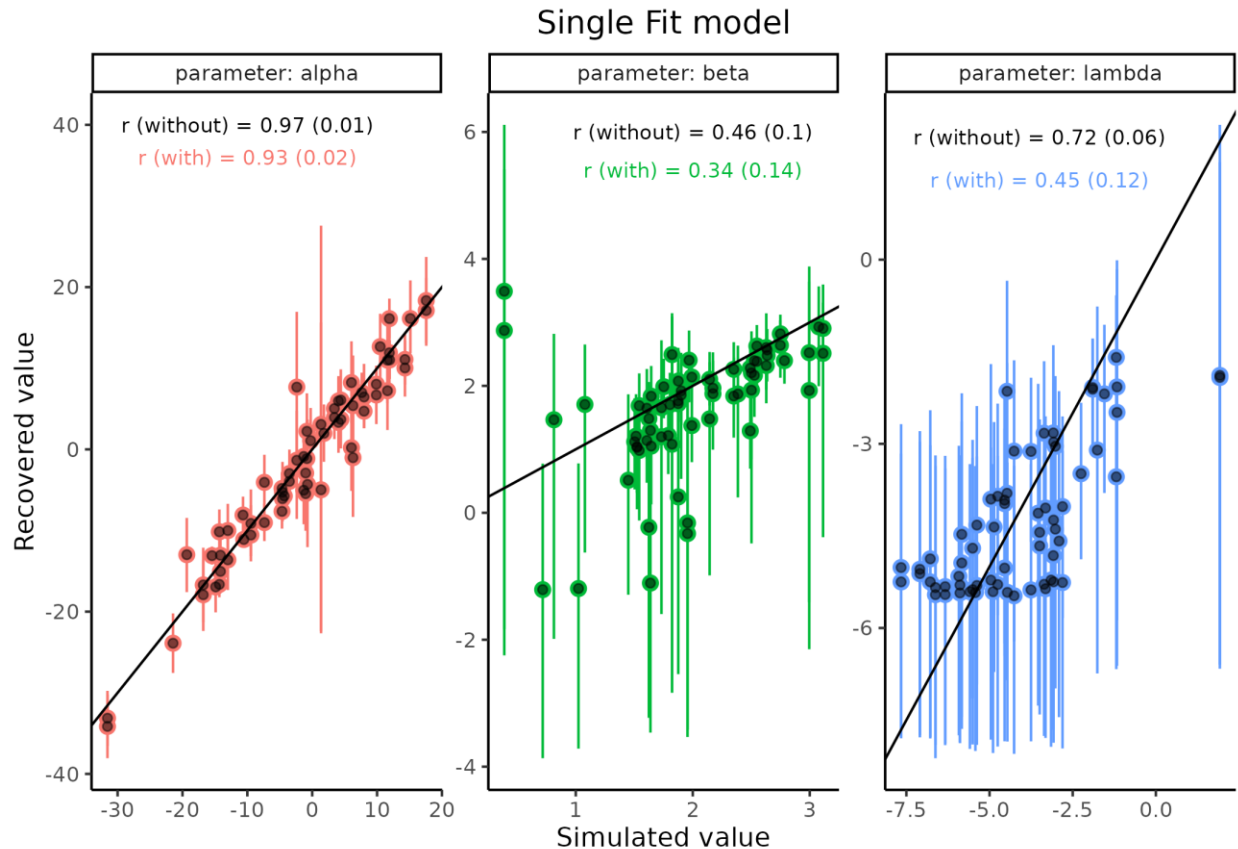 Single Fit model
parameter: alpha
parameter: beta
parameter: lambda
r (without) = 0.97 (0.01)
r (with) = 0.93 (0.02)
r (without) = 0.46 (0.1)
r (with) = 0.34 (0.14)
r (without) = 0.72 (0.06)
r (with) = 0.45 (0.12)
Recovered value
40
20
0
-20
-40
6
4
2
0
-2
-4
0
-3
-6
-30
-20
-10
0
10
20
1
2
3
-7.5
-5.0
-2.5
0.0
Simulated value